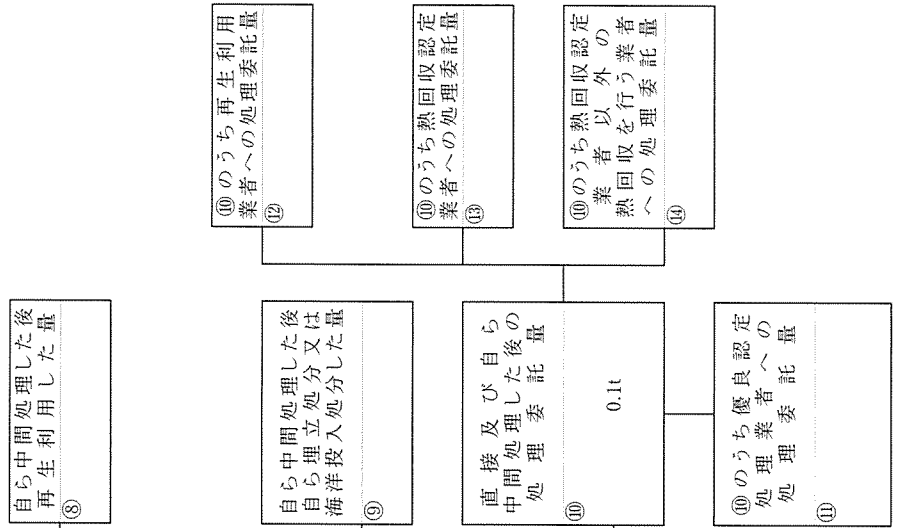 自ら中間処理した後
再生利用した量
⑧
自ら中間処理した後
自ら埋立処分又は
海洋投入処分した量
⑨
直接及び自ら
中間処理した後の
処理委託量
⑩
0.1t
⑩のうち優良認定
処理業者への
処理委託量
⑪
⑩のうち再生利用
業者への処理委託量
⑫
⑩のうち熱回収認定
業者への処理委託量
⑬
⑩のうち熱回収認定
業者以外の
熱回収を行う業者
への処理委託量
⑭